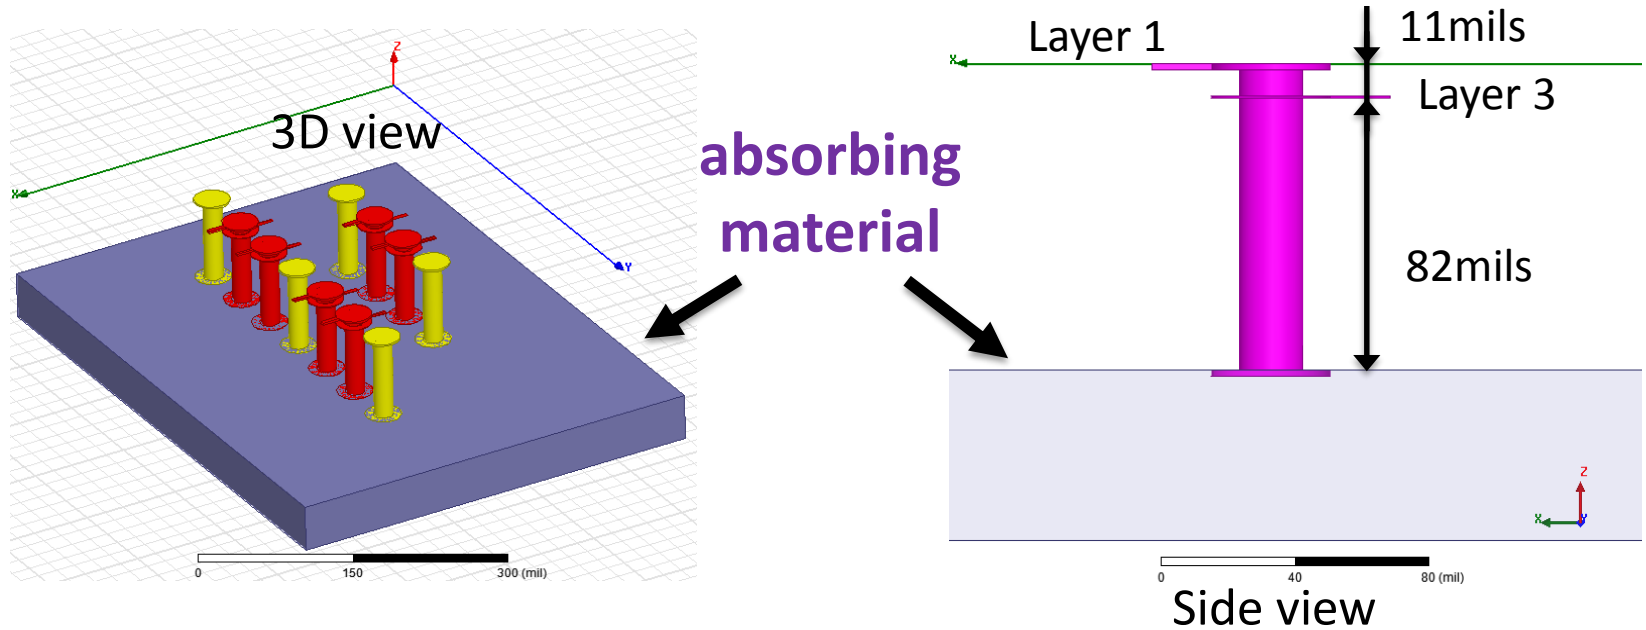 Z
3D view
X
Y
0 150 300 (mil)
absorbing
material
Layer 1
11mils
X
Layer 3
82mils
Z
X Y
0 40 80 (mil)
Side view